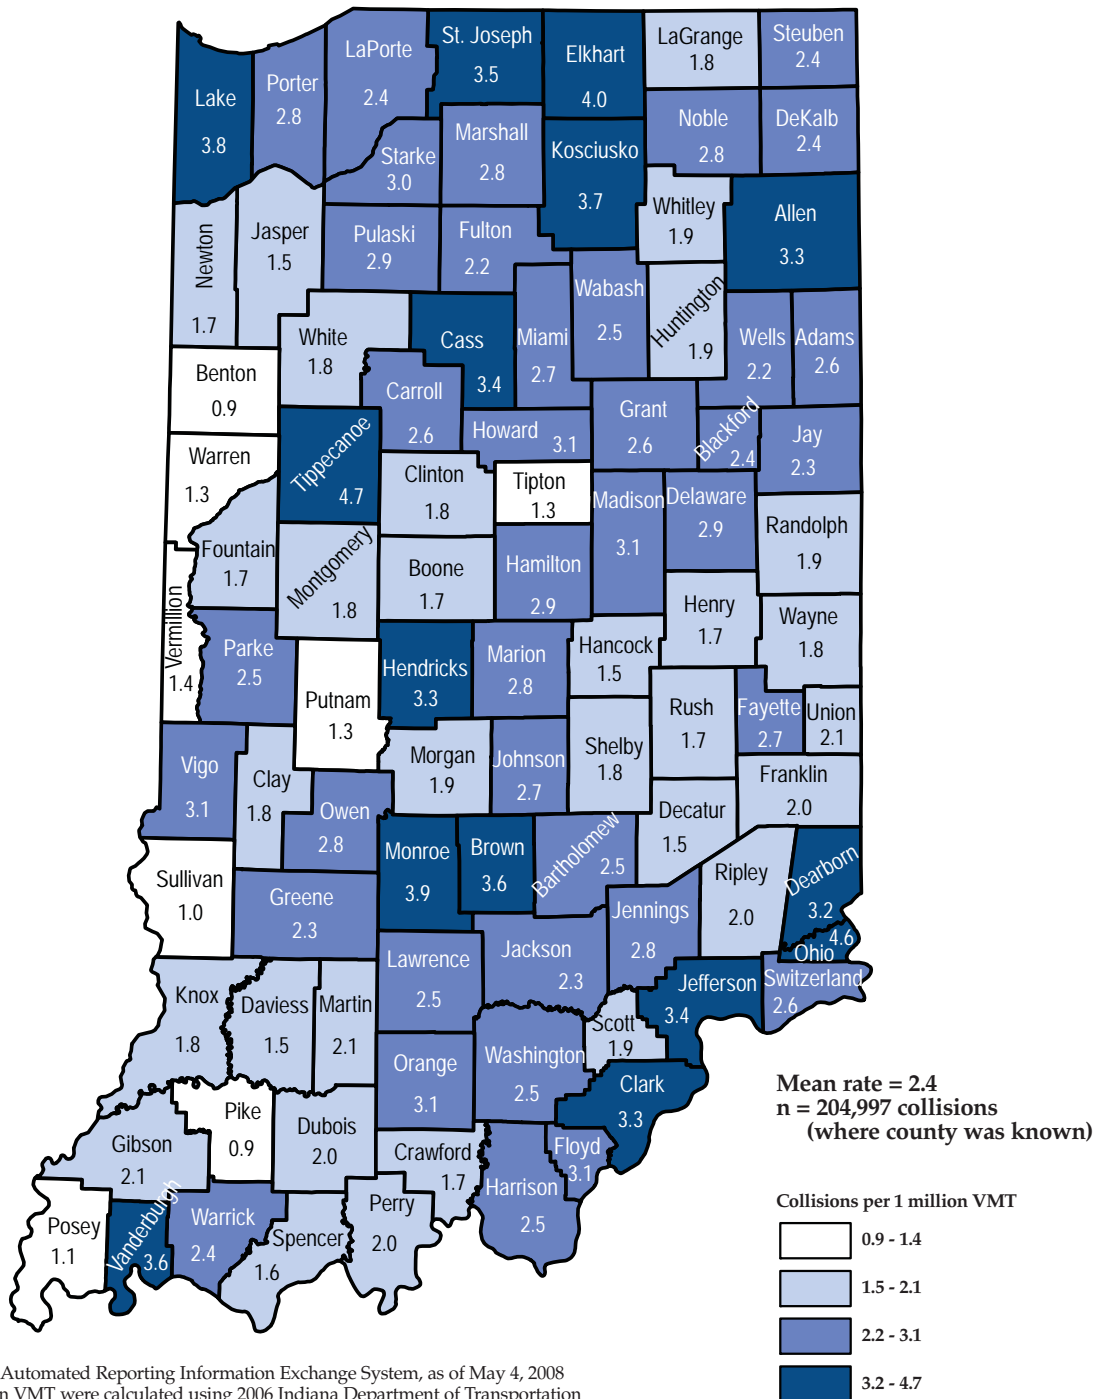 St. Joseph
3.5
Elkhart
4.0
LaGrange
1.8
Steuben
2.4
LaPorte
2.4
Porter
2.8
Lake
3.8
Noble
2.8
DeKalb
2.4
Marshall
2.8
Kosciusko
3.7
Starke
3.0
Whitley
1.9
Allen
3.3
Newton
1.7
Jasper
1.5
Pulaski
2.9
Fulton
2.2
Wabash
2.5
Huntington
1.9
White
1.8
Cass
3.4
Miami
2.7
Wells
2.2
Adams
2.6
Benton
0.9
Carroll
2.6
Grant
2.6
Blackford
2.4
Jay
2.3
Howard
3.1
Warren
1.3
Tippecanoe
4.7
Clinton
1.8
Tipton
1.3
Madison
3.1
Delaware
2.9
Randolph
1.9
Fountain
1.7
Montgomery
1.8
Boone
1.7
Hamilton
2.9
Henry
1.7
Wayne
1.8
Vermillion
1.4
Parke
2.5
Putnam
1.3
Hendricks
3.3
Marion
2.8
Hancock
1.5
Rush
1.7
Fayette
2.7
Union
2.1
Vigo
3.1
Clay
1.8
Morgan
1.9
Johnson
2.7
Shelby
1.8
Franklin
2.0
Owen
2.8
Decatur
1.5
Sullivan
1.0
Greene
2.3
Monroe
3.9
Brown
3.6
Bartholomew
2.5
Ripley
2.0
Dearborn
3.2
Jennings
2.8
Ohio
4.6
Lawrence
2.5
Jackson
2.3
Jefferson
3.4
Switzerland
2.6
Knox
1.8
Daviess
1.5
Martin
2.1
Scott
1.9
Orange
3.1
Washington
2.5
Clark
3.3
Gibson
2.1
Pike
0.9
Dubois
2.0
Crawford
1.7
Floyd
3.1
Harrison
2.5
Posey
1.1
Vanderburgh
3.6
Warrick
2.4
Spencer
1.6
Perry
2.0
Mean rate = 2.4
n = 204,997 collisions
(where county was known)
Collisions per 1 million VMT
0.9 - 1.4
1.5 - 2.1
2.2 - 3.1
3.2 - 4.7
Automated Reporting Information Exchange System, as of May 4, 2008
n VMT were calculated using 2006 Indiana Department of Transportation